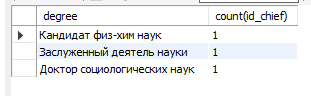 degree count(id_chief)
Кандидат физ-хим наук 1
Заслуженный деятель науки 1
Доктор социологических наук 1